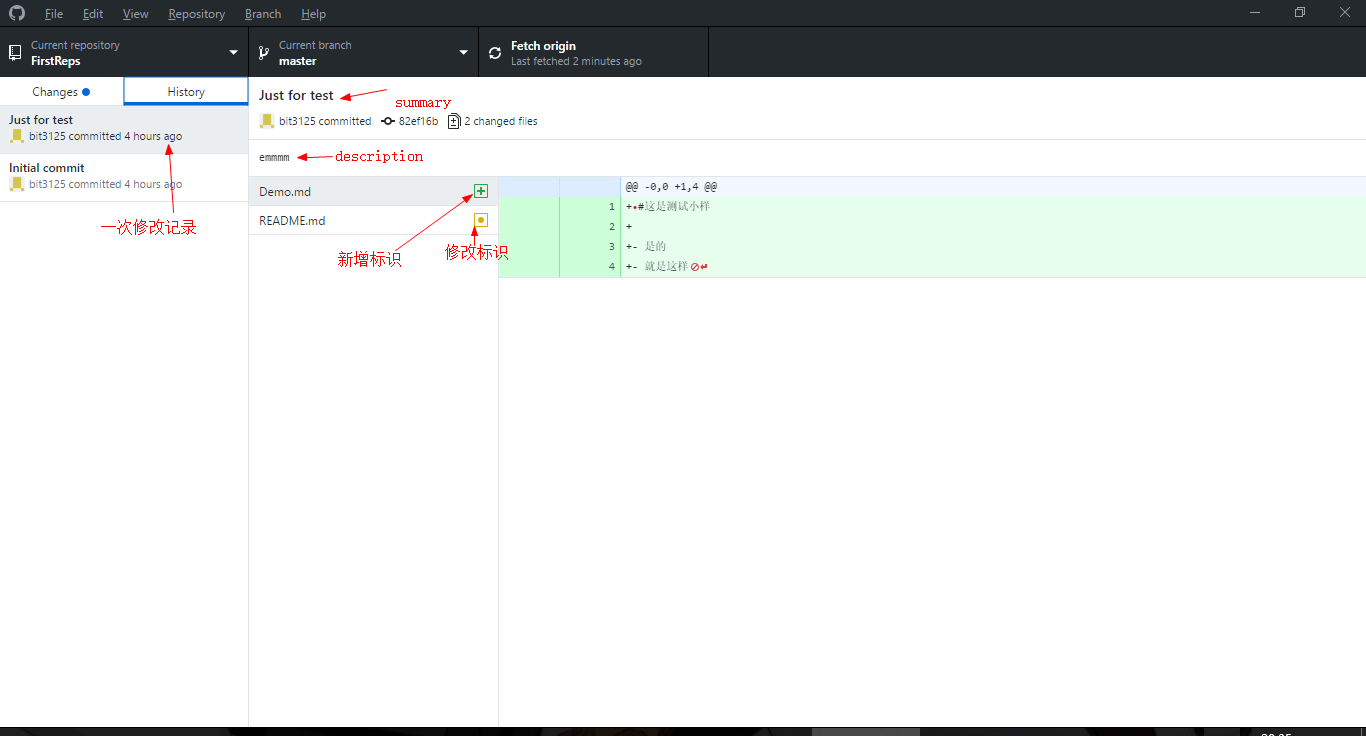 File Edit View Repository Branch Help
Current repository
FirstReps
Current branch
master
Fetch origin
Last fetched 2 minutes ago
Changes
History
Just for test
bit3125 committed 4 hours ago
Initial commit
bit3125 committed 4 hours ago
一次修改记录
Just for test
summary
bit3125 committed 82ef16b 2 changed files
emmmm
description
Demo.md
README.md
新增标识
修改标识
@@ -0,0 +1,4 @@
1 +#这是测试小样
2 +
3 +- 是的
4 +- 就是这样